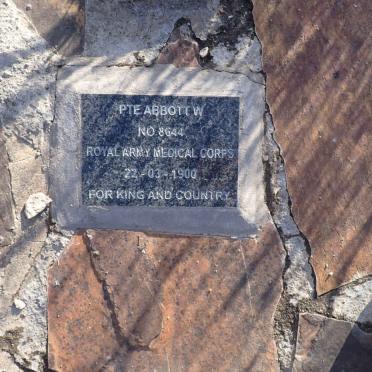 PTE ABBOTT W
NO 8644
ROYAL ARMY MEDICAL CORPS
22-03-1900
FOR KING AND COUNTRY